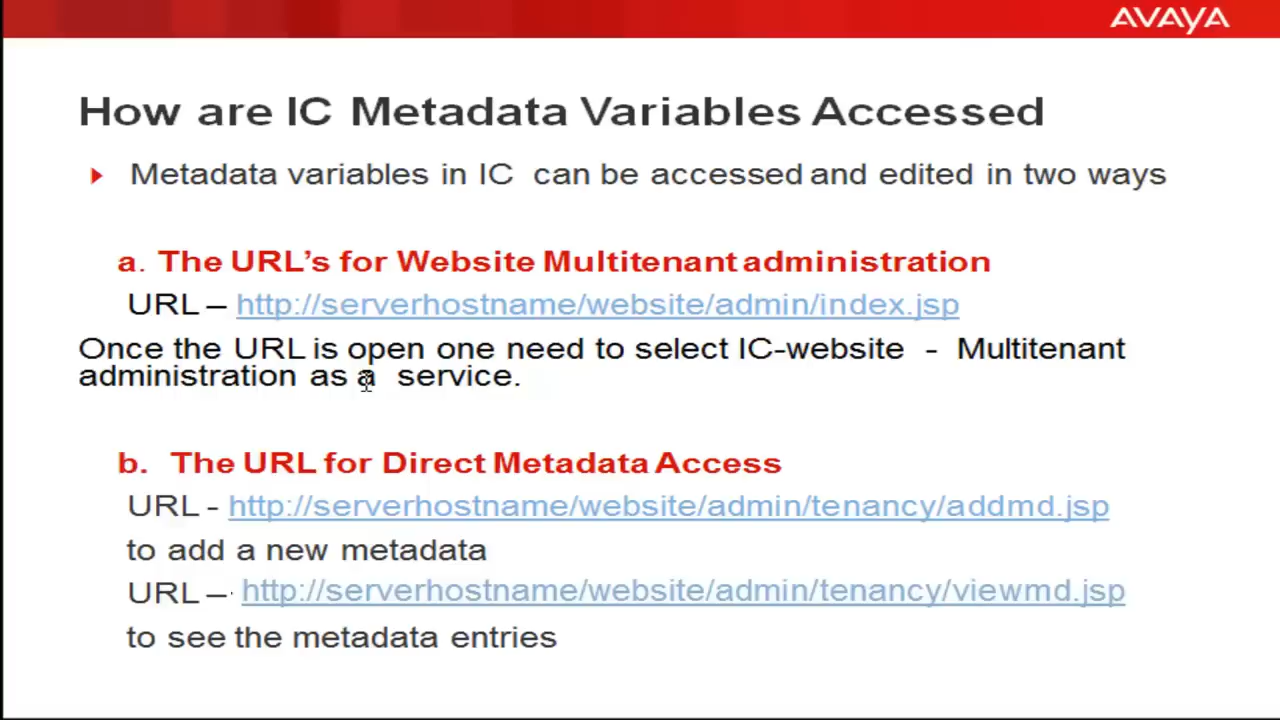 AVAYA
How are IC Metadata Variables Accessed
Metadata variables in IC can be accessed and edited in two ways
a. The URL’s for Website Multitenant administration
URL – http://serverhostname/website/admin/index.jsp
Once the URL is open one need to select IC-website - Multitenant
administration as a service.
b. The URL for Direct Metadata Access
URL - http://serverhostname/website/admin/tenancy/addmd.jsp
to add a new metadata
URL – http://serverhostname/website/admin/tenancy/viewmd.jsp
to see the metadata entries